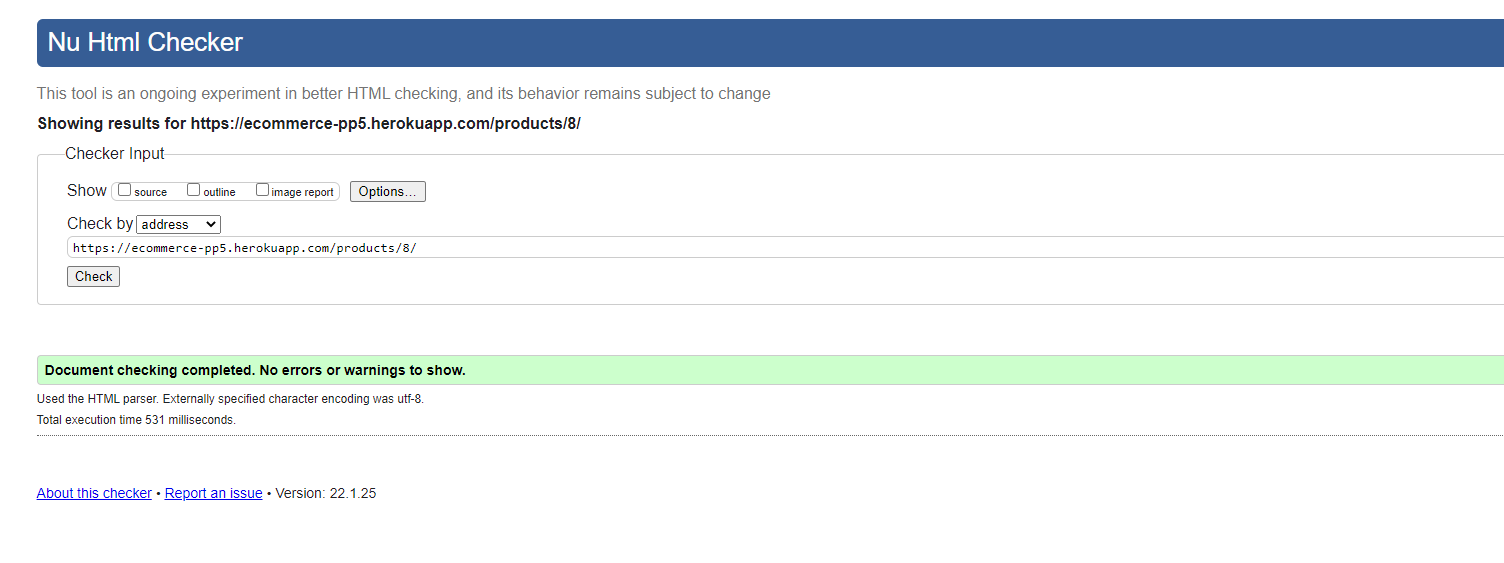 Nu Html Checker
This tool is an ongoing experiment in better HTML checking, and its behavior remains subject to change
Showing results for https://ecommerce-pp5.herokuapp.com/products/8/
Checker Input
Show source outline image report Options...
Check by address
https://ecommerce-pp5.herokuapp.com/products/8/
Check
Document checking completed. No errors or warnings to show.
Used the HTML parser. Externally specified character encoding was utf-8.
Total execution time 531 milliseconds.
About this checker • Report an issue • Version: 22.1.25